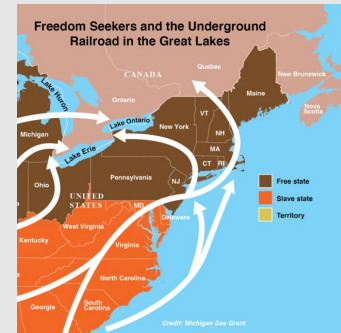 Freedom Seekers and the Underground
Railroad in the Great Lakes
CANADA
Quebec
New Brunswick
Maine
Nova
Scotia
Lake Huron
Ontario
Lake Ontario
VT
Michigan
New York
NH
Lake Erie
MA
CT
RI
Ohio
Pennsylvania
NJ
UNITED
STATES
MD
Delaware
West Virginia
Kentucky
Virginia
North Carolina
Georgia
South
Carolina
Free state
Slave state
Territory
Credit: Michigan Sea Grant